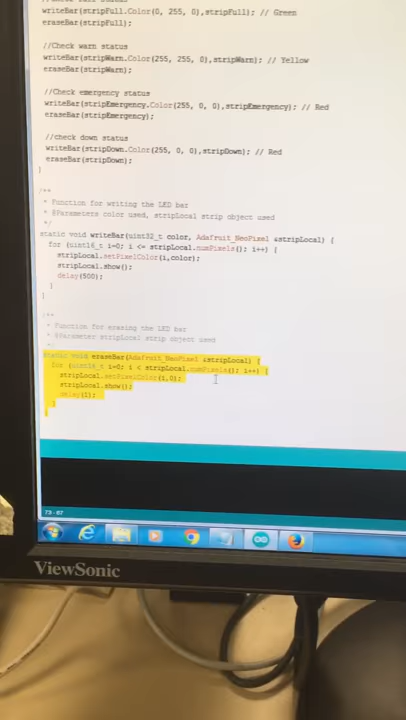 writeBar(stripFull.Color(0, 255, 0),stripFull); // Green
eraseBar(stripFull);
//Check warn status
writeBar(stripWarn.Color(255, 255, 0),stripWarn); // Yellow
eraseBar(stripWarn);
//Check emergency status
writeBar(stripEmergency.Color(255, 0, 0),stripEmergency); // Red
eraseBar(stripEmergency);
//check down status
writeBar(stripDown.Color(255, 0, 0),stripDown); // Red
eraseBar(stripDown);
}
/**
* Function for writing the LED bar
* @Parameters color used, stripLocal strip object used
*/
static void writeBar(uint32_t color, Adafruit_NeoPixel &stripLocal) {
for (uint16_t i=0; i <= stripLocal.numPixels(); i++) {
stripLocal.setPixelColor(i,color);
stripLocal.show();
delay(500);
}
}
/**
* Function for erasing the LED bar
* @Parameter stripLocal strip object used
*/
static void eraseBar(Adafruit_NeoPixel &stripLocal) {
for (uint16_t i=0; i < stripLocal.numPixels(); i++) {
stripLocal.setPixelColor(i,0);
stripLocal.show();
delay(1);
}
}
73 - 67
ViewSonic